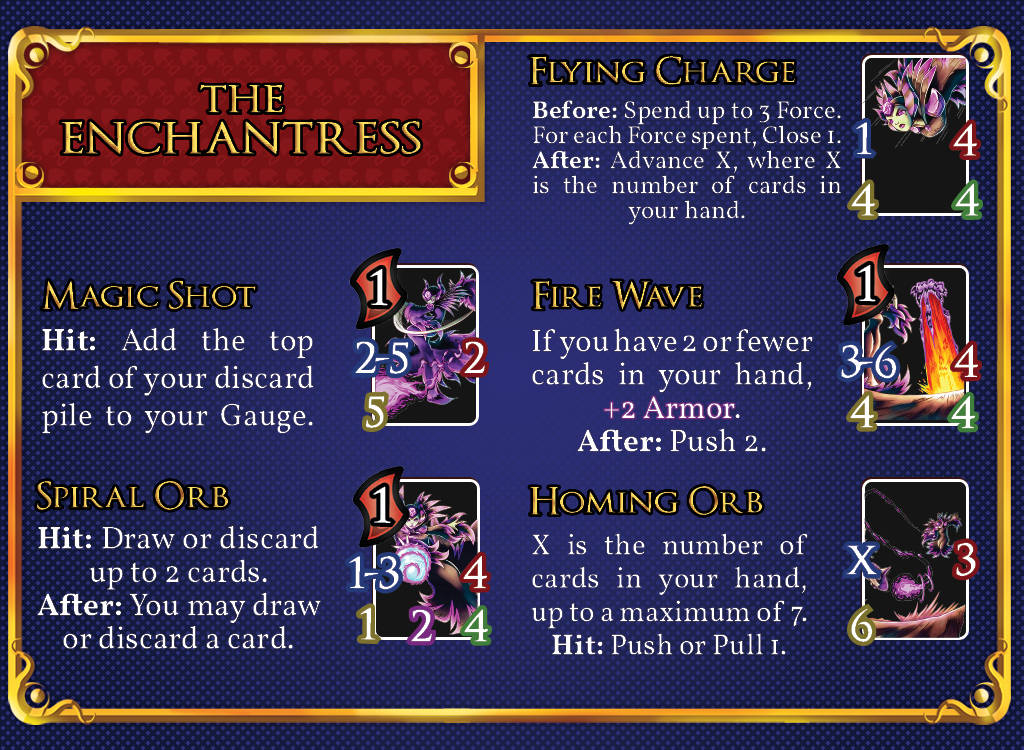 THE
ENCHANTRESS
FLYING CHARGE
Before: Spend up to 3 Force.
For each Force spent, Close 1.
After: Advance X, where X
is the number of cards in
your hand.
1
4
4
4
MAGIC SHOT
Hit: Add the top
card of your discard
pile to your Gauge.
1
2-5
2
5
FIRE WAVE
If you have 2 or fewer
cards in your hand,
+2 Armor.
After: Push 2.
1
3-6
4
4
4
SPIRAL ORB
Hit: Draw or discard
up to 2 cards.
After: You may draw
or discard a card.
1
1-3
4
1
2
4
HOMING ORB
X is the number of
cards in your hand,
up to a maximum of 7.
Hit: Push or Pull 1.
X
3
6